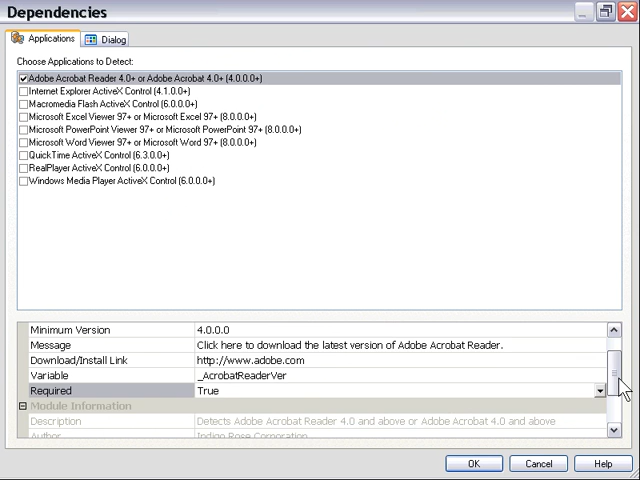 Dependencies
Applications
Dialog
Choose Applications to Detect:
Adobe Acrobat Reader 4.0+ or Adobe Acrobat 4.0+ (4.0.0.0+)
Internet Explorer ActiveX Control (4.1.0.0+)
Macromedia Flash ActiveX Control (6.0.0.0+)
Microsoft Excel Viewer 97+ or Microsoft Excel 97+ (8.0.0.0+)
Microsoft PowerPoint Viewer 97+ or Microsoft PowerPoint 97+ (8.0.0.0+)
Microsoft Word Viewer 97+ or Microsoft Word 97+ (8.0.0.0+)
QuickTime ActiveX Control (6.3.0.0+)
RealPlayer ActiveX Control (6.0.0.0+)
Windows Media Player ActiveX Control (6.0.0.0+)
Minimum Version 4.0.0.0
Message Click here to download the latest version of Adobe Acrobat Reader.
Download/Install Link http://www.adobe.com
Variable _AcrobatReaderVer
Required True
Module Information
Description Detects Adobe Acrobat Reader 4.0 and above or Adobe Acrobat 4.0 and above
Author Indigo Rose Corporation
OK Cancel Help